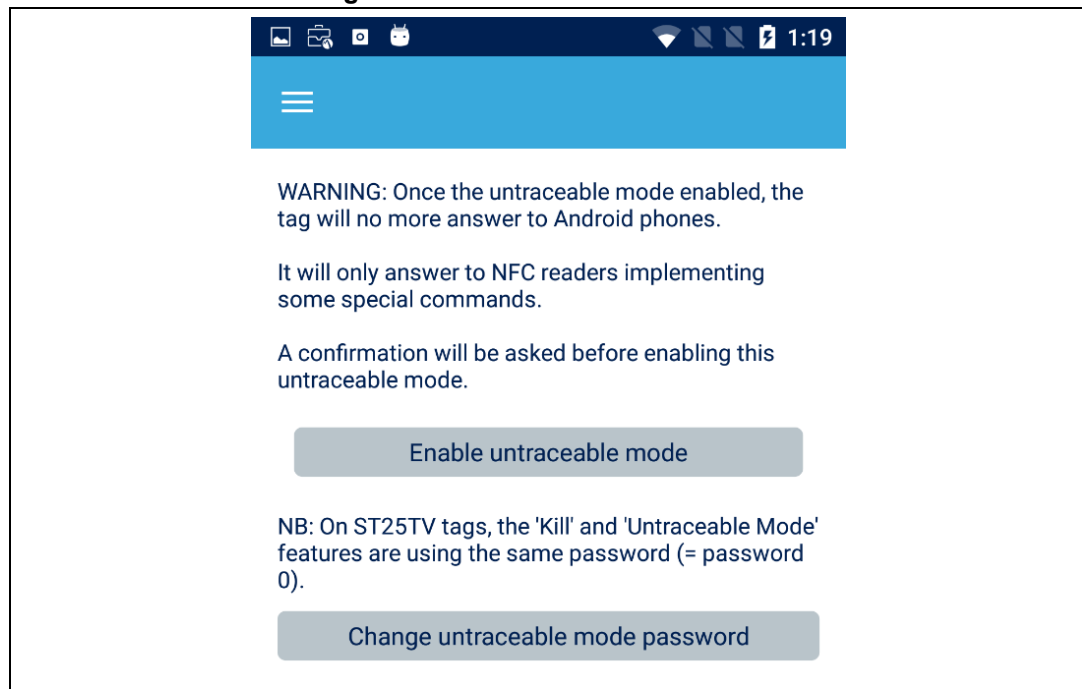 1:19
WARNING: Once the untraceable mode enabled, the
tag will no more answer to Android phones.
It will only answer to NFC readers implementing
some special commands.
A confirmation will be asked before enabling this
untraceable mode.
Enable untraceable mode
NB: On ST25TV tags, the 'Kill' and 'Untraceable Mode'
features are using the same password (= password
0).
Change untraceable mode password